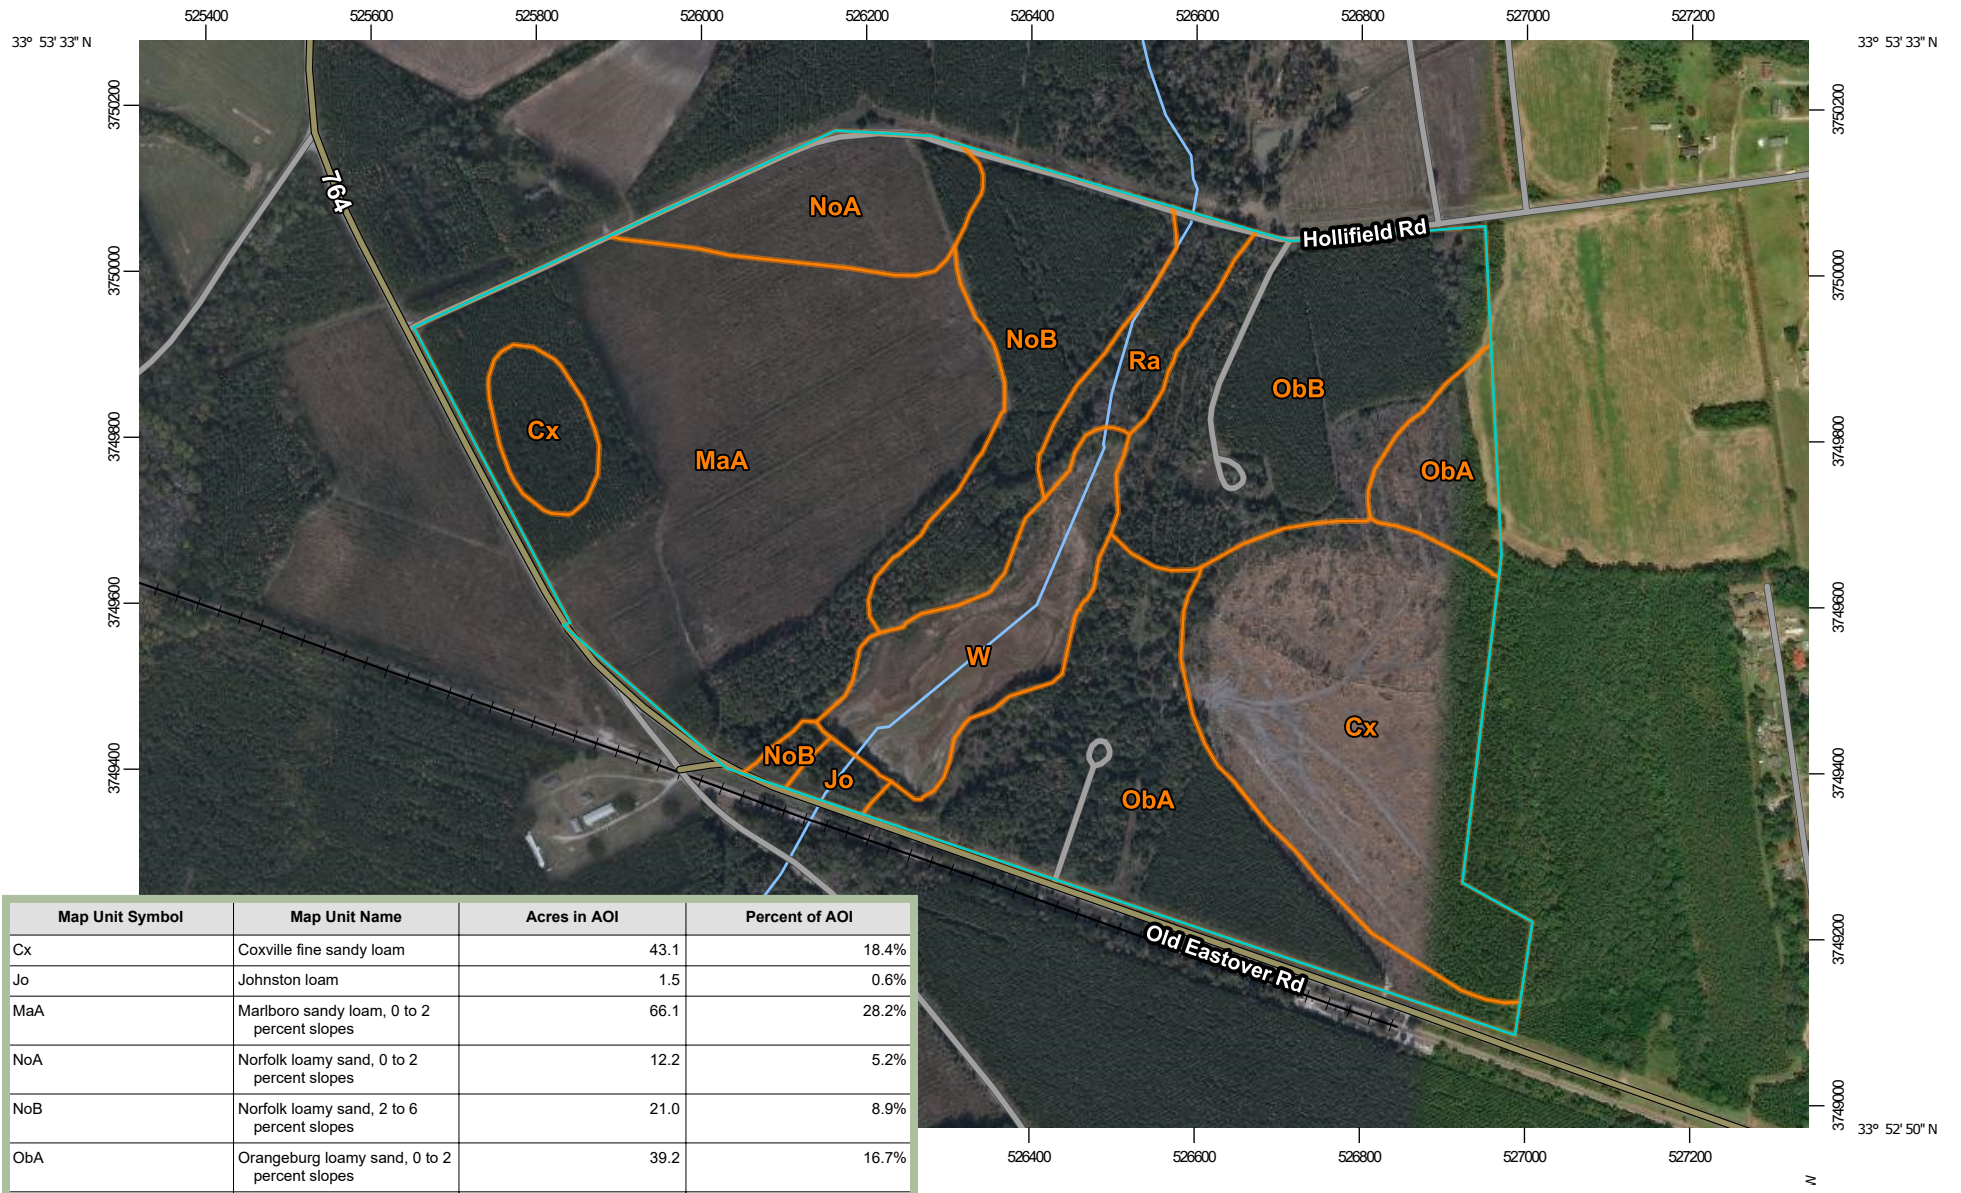 525400 525600 525800 526000 526200 526400 526600 526800 527000 527200
33° 53' 33" N
33° 53' 33" N
3750200
3750000
3749800
3749600
3749400
3750200
3750000
3749800
3749600
3749400
3749200
3749000
764
NoA
Hollifield Rd
NoB
Ra
ObB
Cx
MaA
ObA
W
Cx
NoB
Jo
ObA
Old Eastover Rd
Map Unit Symbol Map Unit Name Acres in AOI Percent of AOI
Cx Coxville fine sandy loam 43.1 18.4%
Jo Johnston loam 1.5 0.6%
MaA Marlboro sandy loam, 0 to 2 66.1 28.2%
percent slopes
NoA Norfolk loamy sand, 0 to 2 12.2 5.2%
percent slopes
NoB Norfolk loamy sand, 2 to 6 21.0 8.9%
percent slopes
ObA Orangeburg loamy sand, 0 to 2 39.2 16.7%
percent slopes
33° 52' 50" N
526400 526600 526800 527000 527200